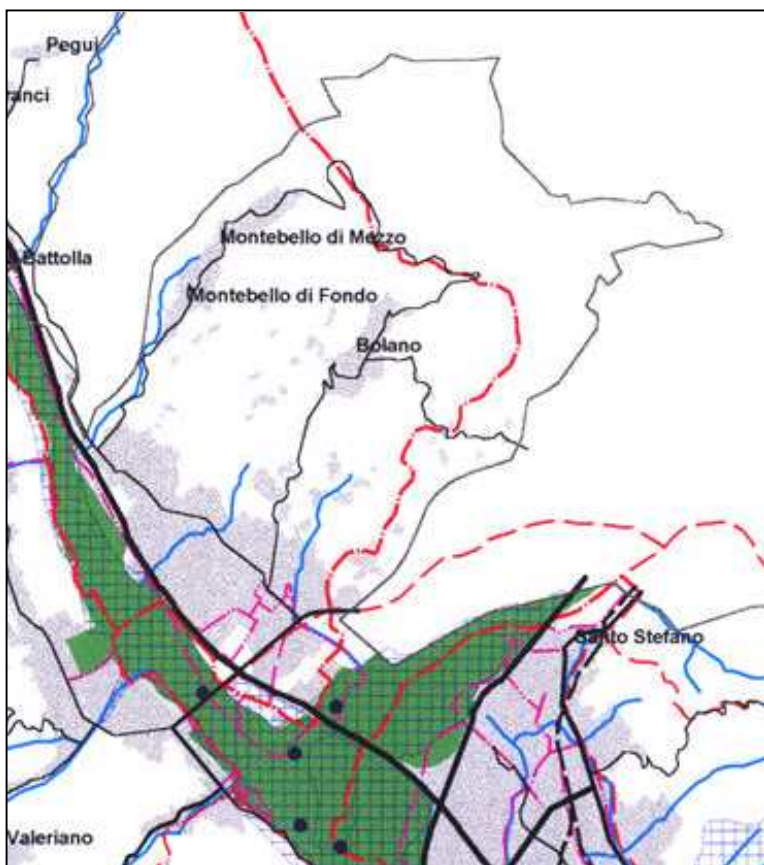 Pegui
ranci
Montebello di Mezzo
Battolla
Montebello di Fondo
Bolano
Santo Stefano
Valeriano